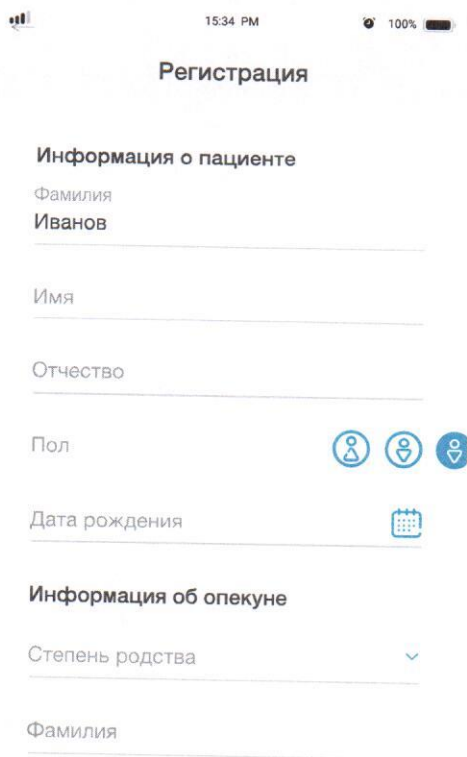 15:34 PM 100%
Регистрация
Информация о пациенте
Фамилия
Иванов
Имя
Отчество
Пол
Дата рождения
Информация об опекуне
Степень родства
Фамилия